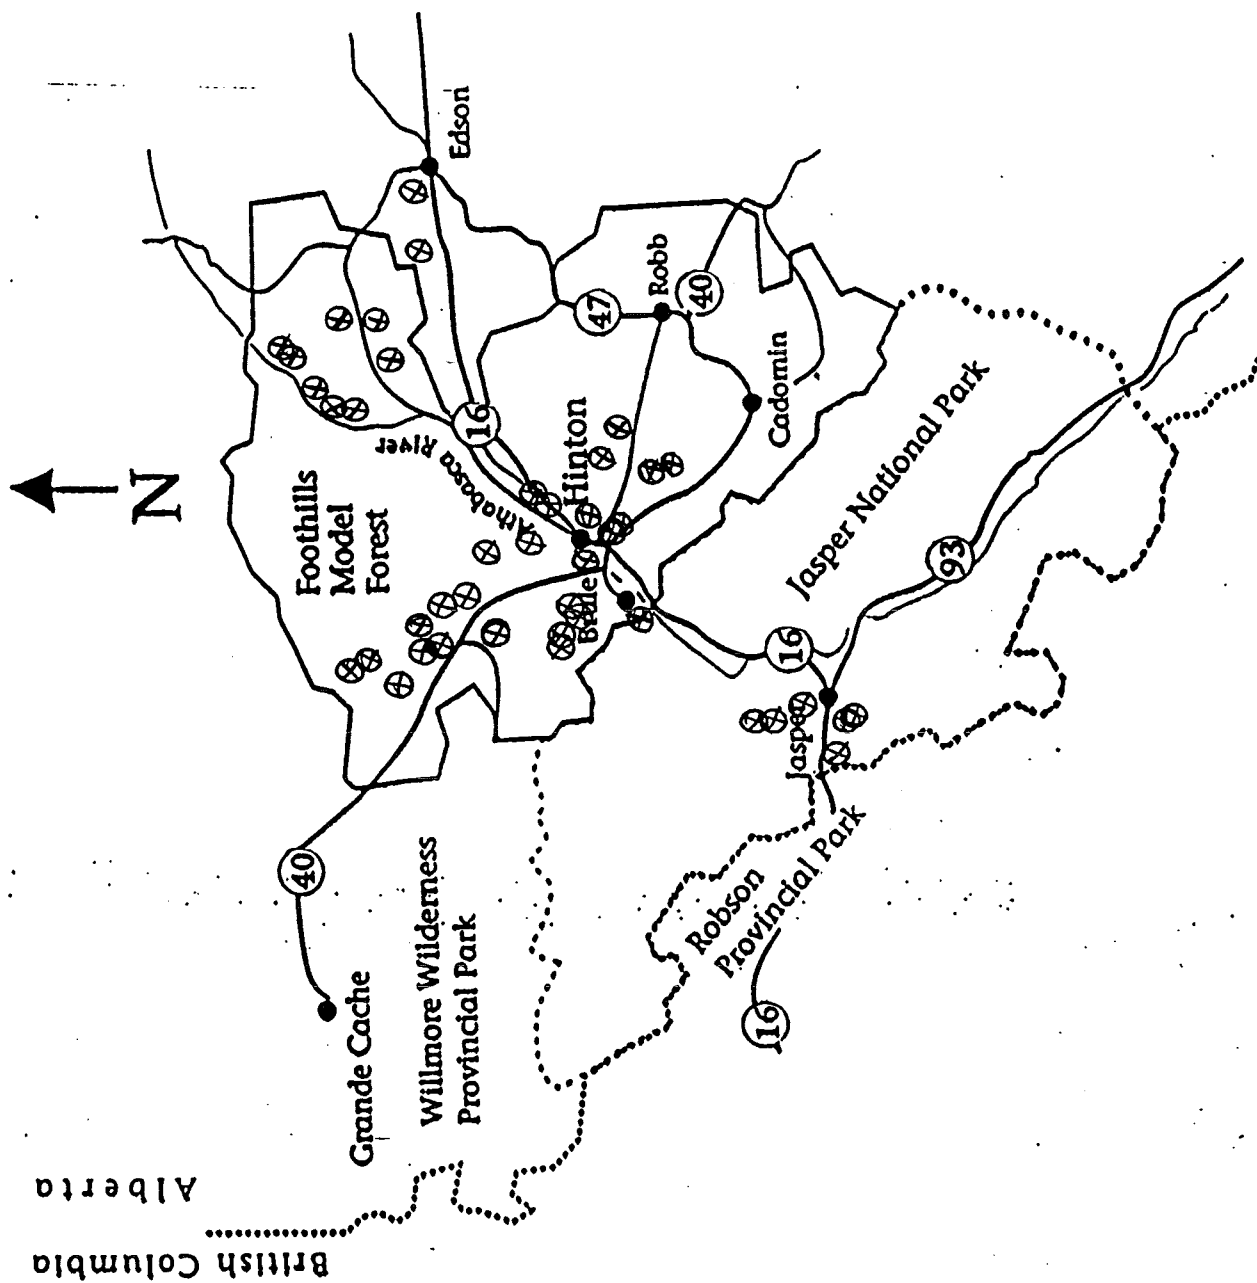 British Columbia
Alberta
N
Grande Cache
40
Willmore Wilderness
Provincial Park
Foothills
Model
Forest
Athabasca River
16
Edson
Hinton
Brule
47
Robb
40
Cadomin
Jasper National Park
16
Jasper
93
Robson
Provincial Park
16